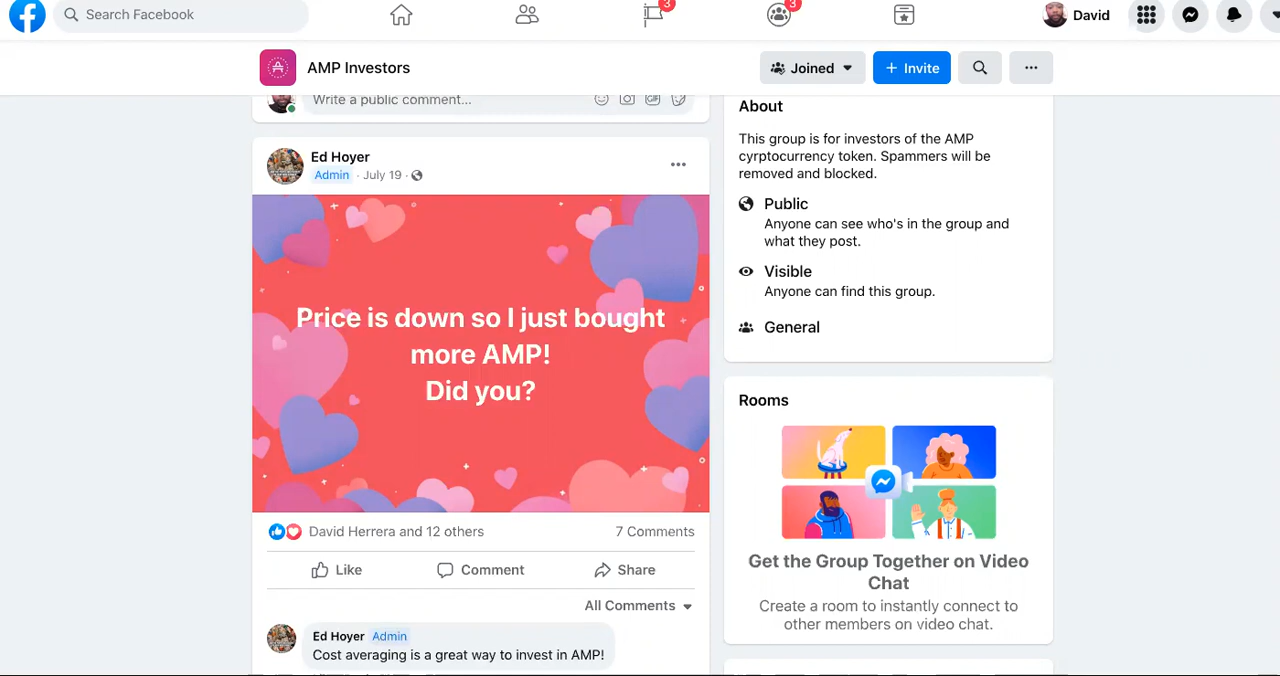 Search Facebook
3
3
David
AMP Investors
Joined
+ Invite
Write a public comment...
GIF
Ed Hoyer
Admin · July 19 ·
Price is down so I just bought
more AMP!
Did you?
David Herrera and 12 others
7 Comments
Like
Comment
Share
All Comments
Ed Hoyer Admin
Cost averaging is a great way to invest in AMP!
About
This group is for investors of the AMP
cyrptocurrency token. Spammers will be
removed and blocked.
Public
Anyone can see who's in the group and
what they post.
Visible
Anyone can find this group.
General
Rooms
Get the Group Together on Video
Chat
Create a room to instantly connect to
other members on video chat.